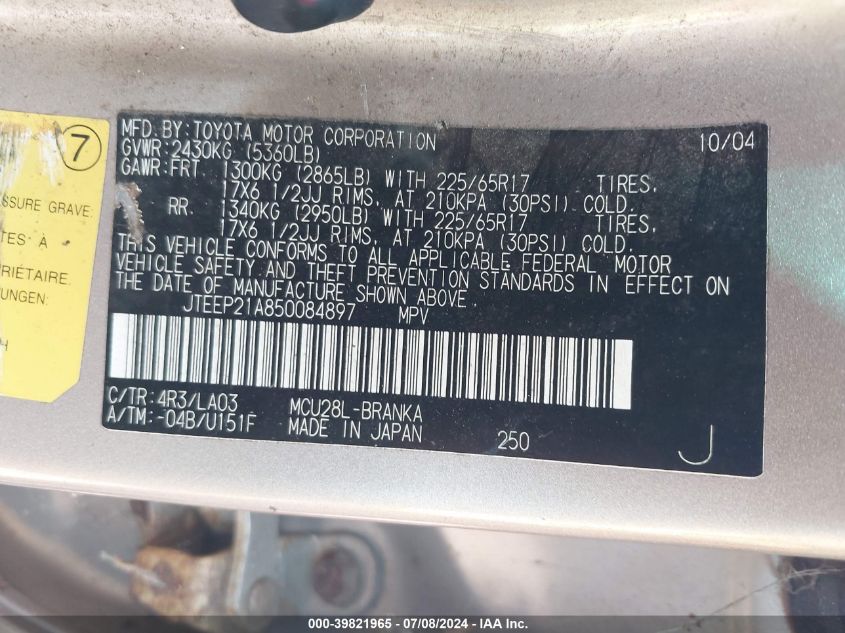 7
MFD.BY:TOYOTA MOTOR CORPORATION 10/04
GVWR:2430KG (5360LB)
GAWR:FRT 1300KG (2865LB) WITH 225/65R17 TIRES,
17X6 1/2JJ RIMS, AT 210KPA (30PSI) COLD.
RR. 1340KG (2950LB) WITH 225/65R17 TIRES,
17X6 1/2JJ RIMS, AT 210KPA (30PSI) COLD.
THIS VEHICLE CONFORMS TO ALL APPLICABLE FEDERAL MOTOR
VEHICLE SAFETY AND THEFT PREVENTION STANDARDS IN EFFECT ON
THE DATE OF MANUFACTURE SHOWN ABOVE.
JTEEP21A850084897 MPV
C/TR:4R3/LA03 MCU28L-BRANKA
A/TM:-04B/U151F MADE IN JAPAN 250 J
GRAVE:
À
000-39821965 - 07/08/2024 - IAA Inc.